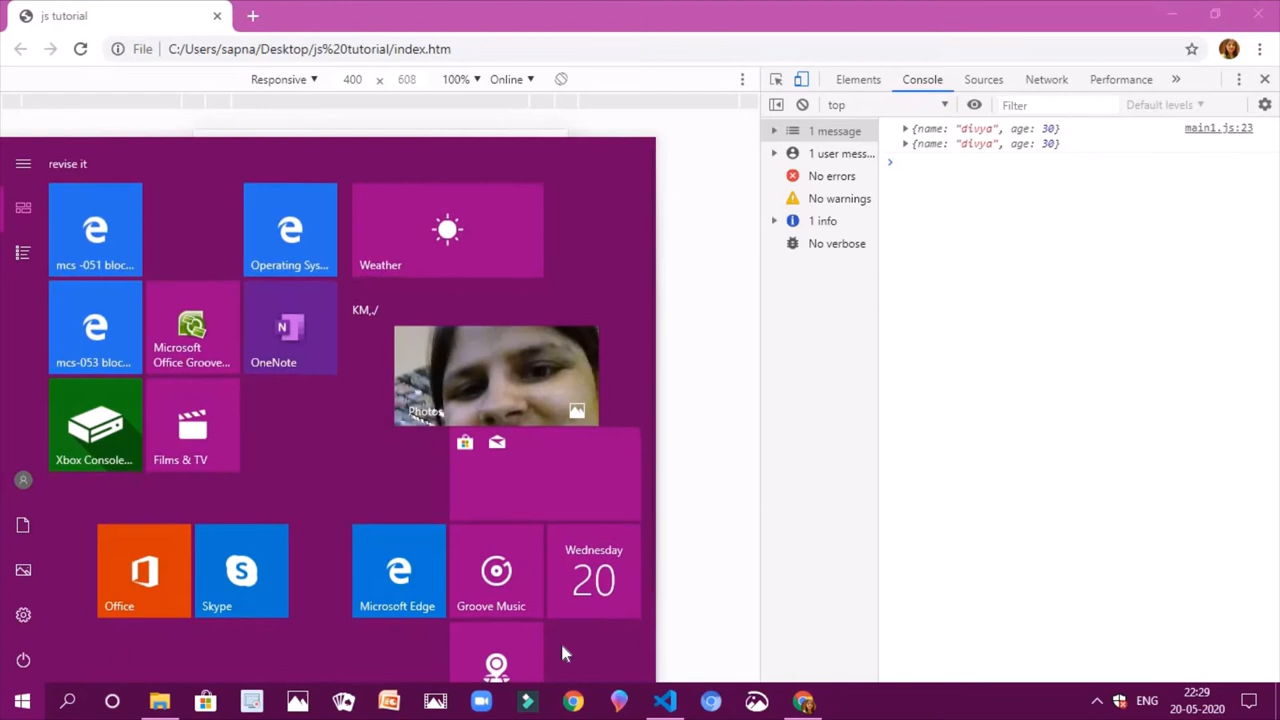 js tutorial
File
C:/Users/sapna/Desktop/js%20tutorial/index.htm
Responsive 400 × 608 100% Online
Elements Console Sources Network Performance »
top Filter Default levels
1 message
1 user mess...
No errors
No warnings
1 info
No verbose
{name: "divya", age: 30} main1.js:23
{name: "divya", age: 30}
revise it
mcs -051 bloc...
Operating Sys...
Weather
mcs-053 bloc...
Microsoft
Office Groove...
OneNote
KM,./
Photos
Xbox Console...
Films & TV
Office
Skype
Microsoft Edge
Groove Music
Wednesday
20
ENG
22:29
20-05-2020